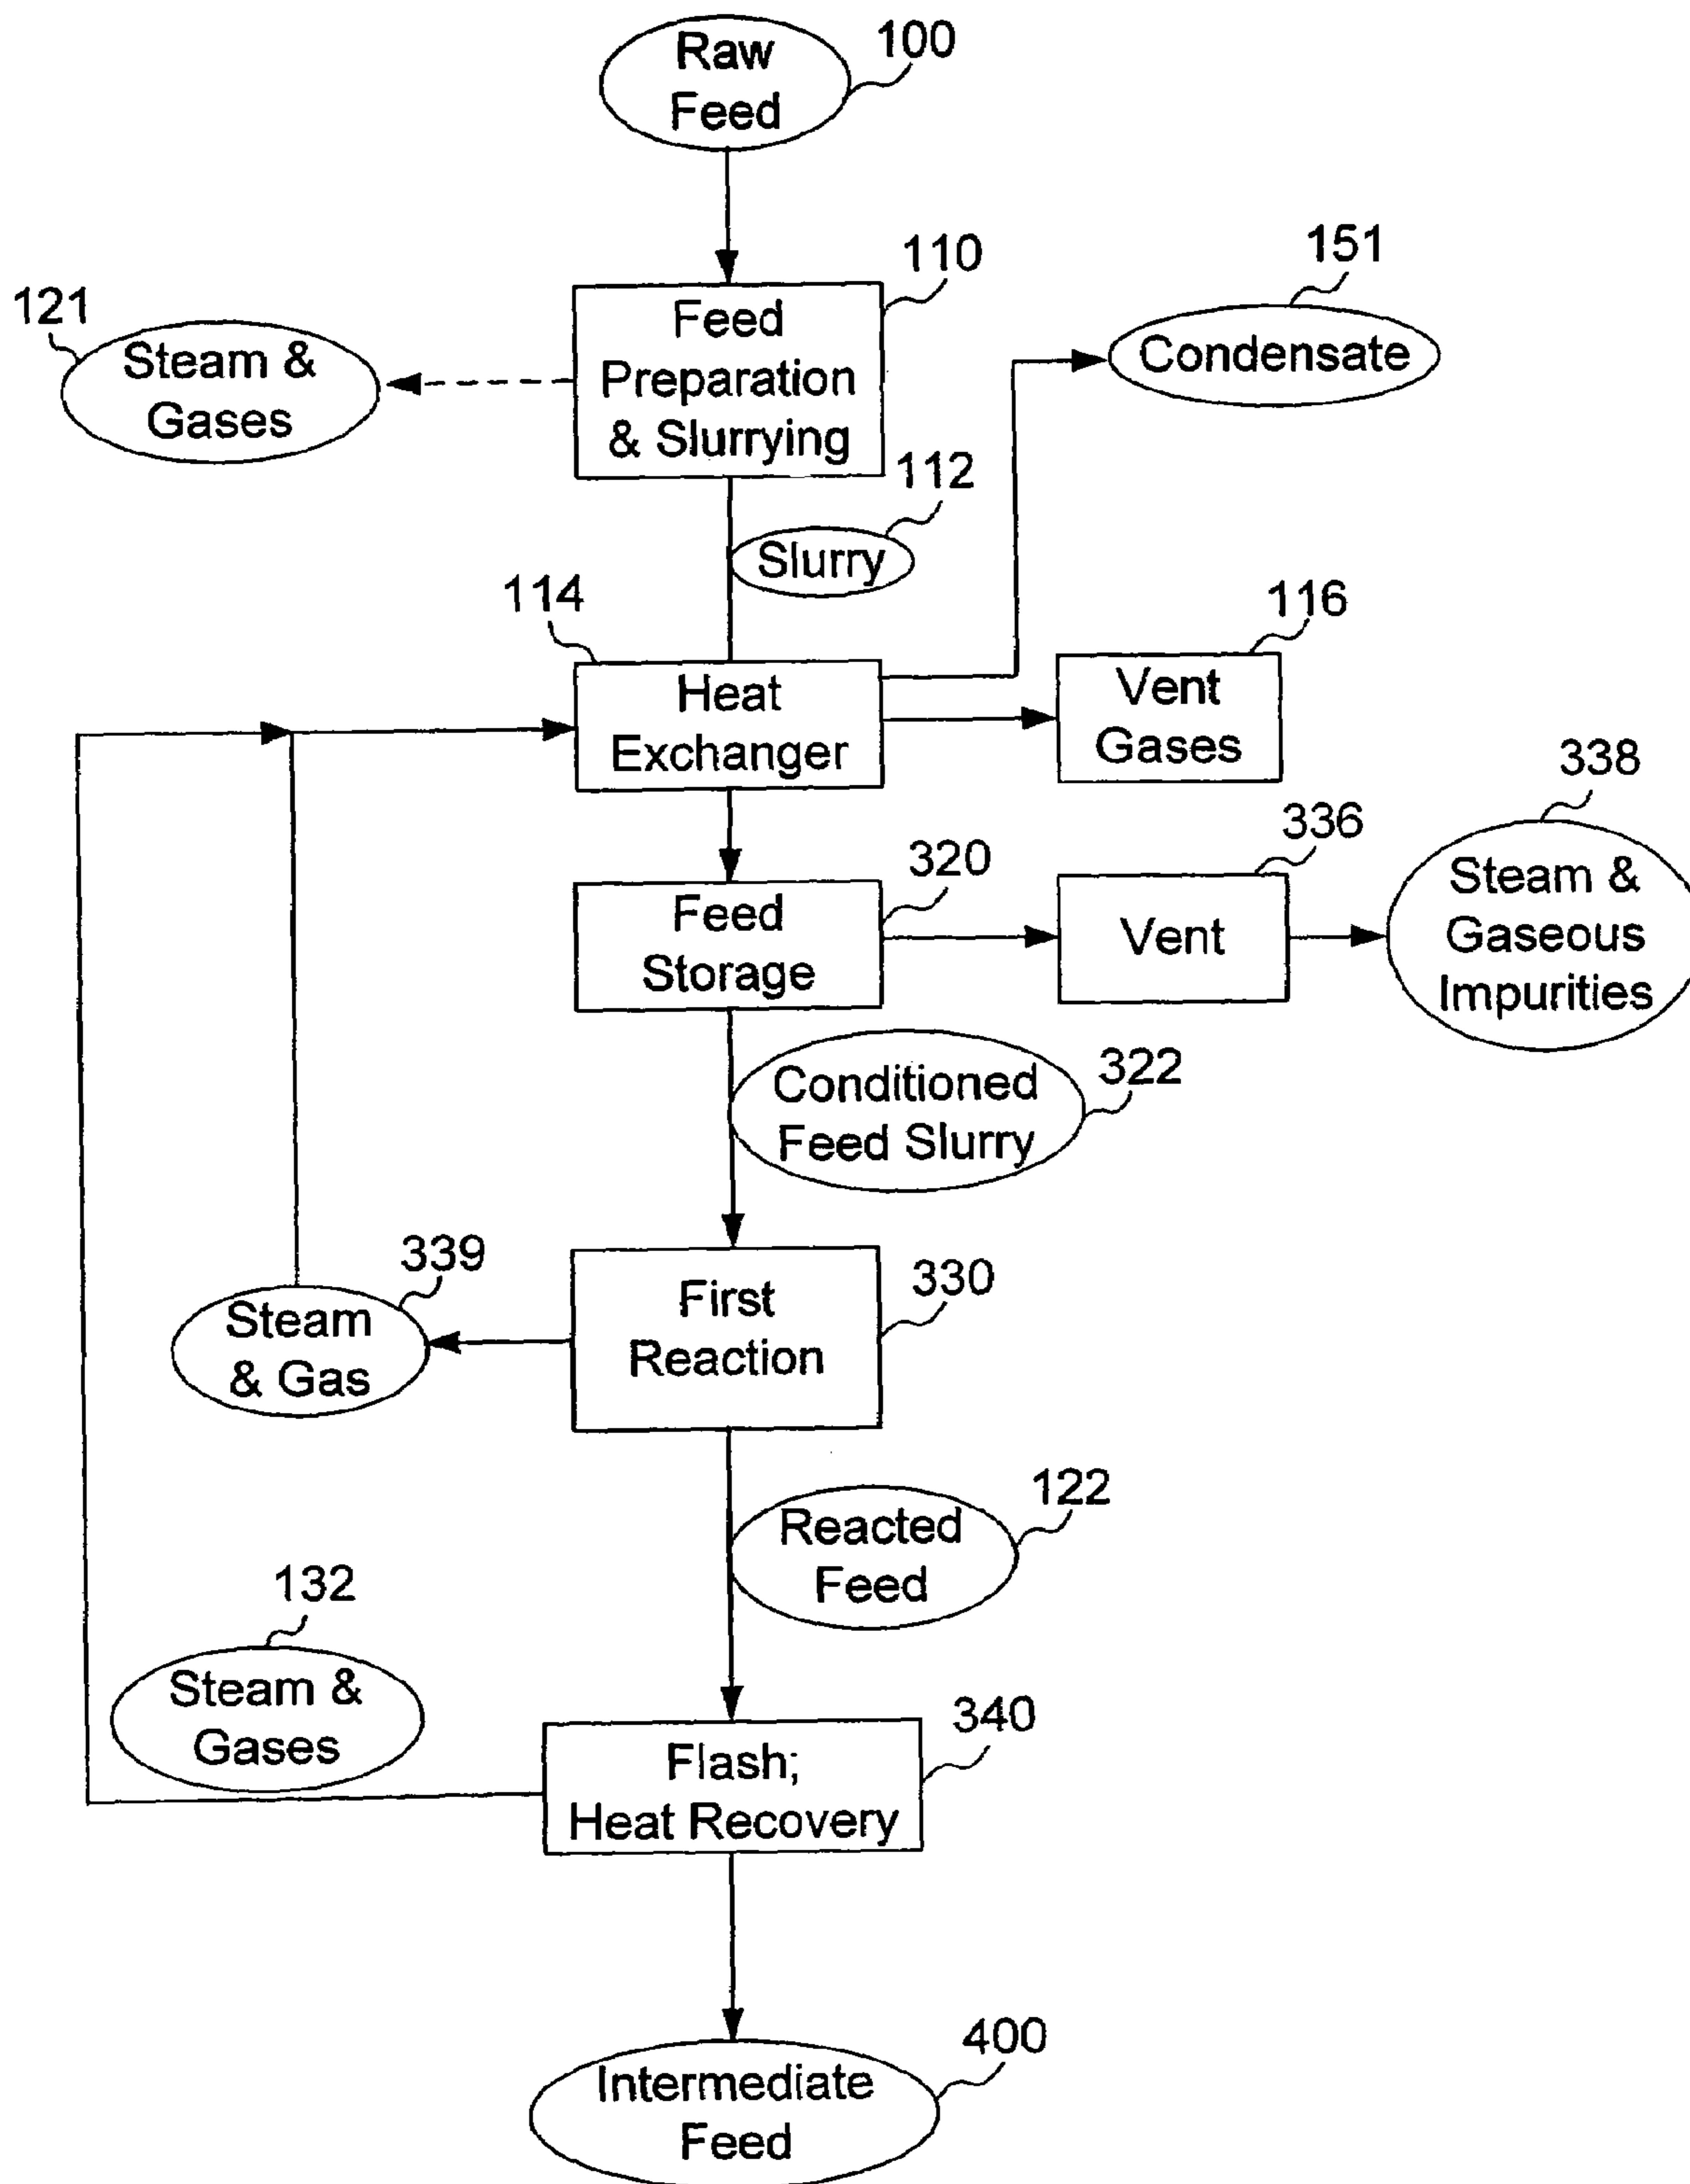 Raw
Feed
100
110
Feed
Preparation
& Slurrying
121
Steam &
Gases
151
Condensate
112
Slurry
114
Heat
Exchanger
116
Vent
Gases
320
Feed
Storage
336
Vent
338
Steam &
Gaseous
Impurities
322
Conditioned
Feed Slurry
339
Steam
& Gas
330
First
Reaction
122
Reacted
Feed
132
Steam &
Gases
340
Flash;
Heat Recovery
400
Intermediate
Feed